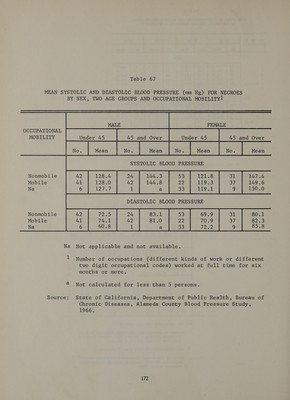 Table 67
MEAN SYSTOLIC AND DIASTOLIC BLOOD PRESSURE (mm Hg) FOR NEGROES
BY SEX, TWO AGE GROUPS AND OCCUPATIONAL MOBILITY1
OCCUPATIONAL MOBILITY MALE FEMALE
Under 45 45 and Over Under 45 45 and Over
No. Mean No. Mean No. Mean No. Mean
SYSTOLIC BLOOD PRESSURE
Nonmobile 42 128.4 24 144.3 53 121.8 31 147.4
Mobile 41 128.0 42 144.8 22 119.3 37 149.6
Na 6 127.7 1 a 33 119.1 9 150.0
DIASTOLIC BLOOD PRESSURE
Nonmobile 42 72.5 24 83.1 53 69.9 31 80.1
Mobile 41 74.1 42 81.0 22 70.9 37 82.3
Na 6 60.8 1 a 33 72.2 9 83.8
Na Not applicable and not available.
1 Number of occupations (different kinds of work or different
two digit occupational codes) worked at full time for six
months or more.
a Not calculated for less than 5 persons.
Source: State of California, Department of Public Health, Bureau of
Chronic Diseases, Alameda County Blood Pressure Study,
1966.
172